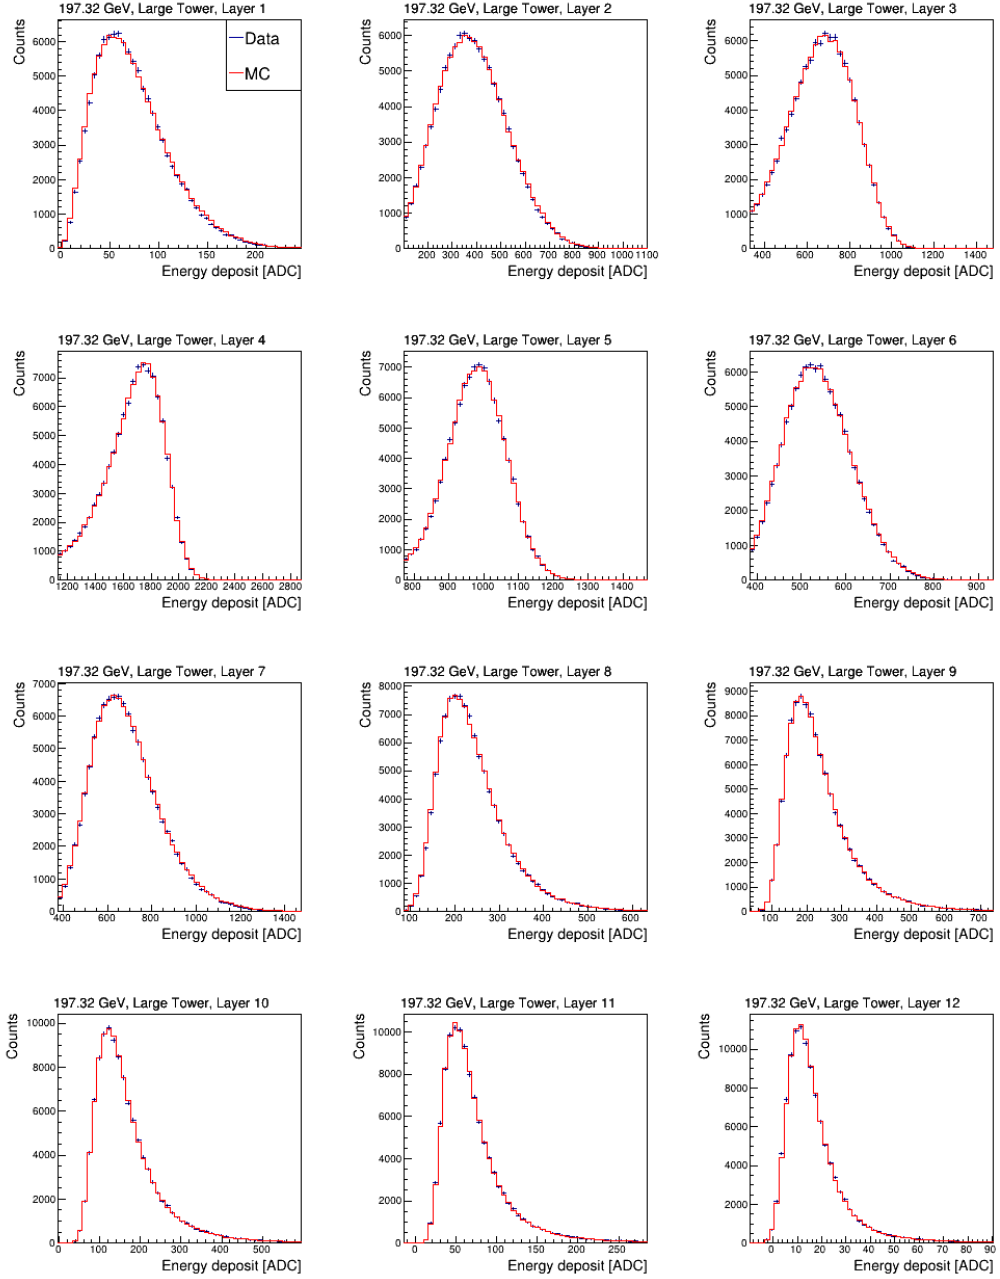 197.32 GeV, Large Tower, Layer 1
Counts
6000
5000
4000
3000
2000
1000
0
Data
MC
0 50 100 150 200
Energy deposit [ADC]
197.32 GeV, Large Tower, Layer 2
Counts
6000
5000
4000
3000
2000
1000
0
200 300 400 500 600 700 800 900 1000 1100
Energy deposit [ADC]
197.32 GeV, Large Tower, Layer 3
Counts
6000
5000
4000
3000
2000
1000
0
400 600 800 1000 1200 1400
Energy deposit [ADC]
197.32 GeV, Large Tower, Layer 4
Counts
7000
6000
5000
4000
3000
2000
1000
0
1200 1400 1600 1800 2000 2200 2400 2600 2800
Energy deposit [ADC]
197.32 GeV, Large Tower, Layer 5
Counts
7000
6000
5000
4000
3000
2000
1000
0
800 900 1000 1100 1200 1300 1400
Energy deposit [ADC]
197.32 GeV, Large Tower, Layer 6
Counts
6000
5000
4000
3000
2000
1000
0
400 500 600 700 800 900
Energy deposit [ADC]
197.32 GeV, Large Tower, Layer 7
Counts
7000
6000
5000
4000
3000
2000
1000
0
400 600 800 1000 1200 1400
Energy deposit [ADC]
197.32 GeV, Large Tower, Layer 8
Counts
8000
7000
6000
5000
4000
3000
2000
1000
0
100 200 300 400 500 600
Energy deposit [ADC]
197.32 GeV, Large Tower, Layer 9
Counts
9000
8000
7000
6000
5000
4000
3000
2000
1000
0
100 200 300 400 500 600 700
Energy deposit [ADC]
197.32 GeV, Large Tower, Layer 10
Counts
10000
8000
6000
4000
2000
0
0 100 200 300 400 500
Energy deposit [ADC]
197.32 GeV, Large Tower, Layer 11
Counts
10000
8000
6000
4000
2000
0
0 50 100 150 200 250
Energy deposit [ADC]
197.32 GeV, Large Tower, Layer 12
Counts
10000
8000
6000
4000
2000
0
0 10 20 30 40 50 60 70 80 90
Energy deposit [ADC]